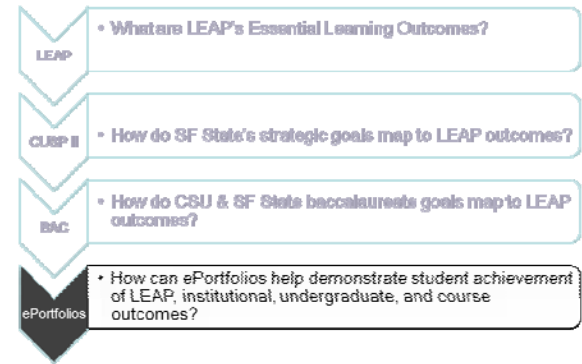 • What are LEAP's Essential Learning Outcomes?
LEAP
CUSP II
• How do SF State's strategic goals map to LEAP outcomes?
• How do CSU & SF State baccalaureate goals map to LEAP
outcomes?
BAC
• How can ePortfolios help demonstrate student achievement
of LEAP, institutional, undergraduate, and course
outcomes?
ePortfolios